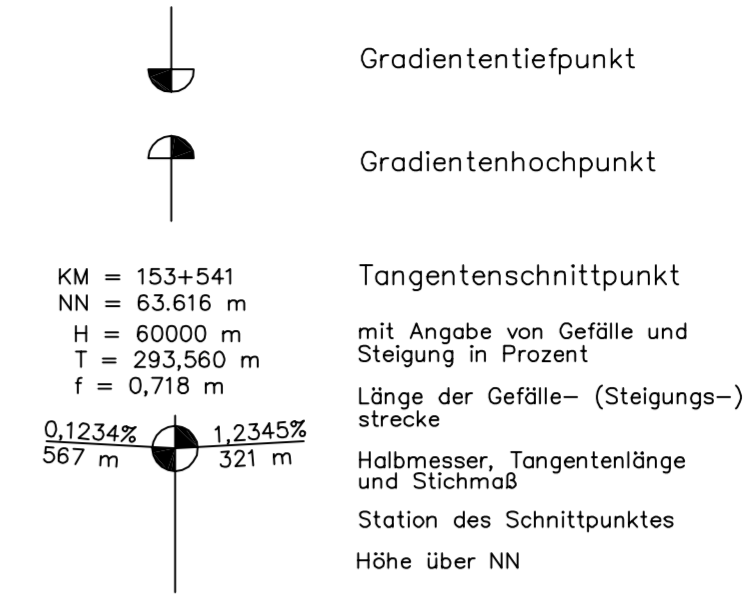 Gradiententiefpunkt
Gradientenhochpunkt
KM = 153+541
NN = 63.616 m
H = 60000 m
T = 293,560 m
f = 0,718 m
0,1234%
567 m
1,2345%
321 m
Tangentenschnittpunkt
mit Angabe von Gefälle und
Steigung in Prozent
Länge der Gefälle– (Steigungs–)
strecke
Halbmesser, Tangentenlänge
und Stichmaß
Station des Schnittpunktes
Höhe über NN